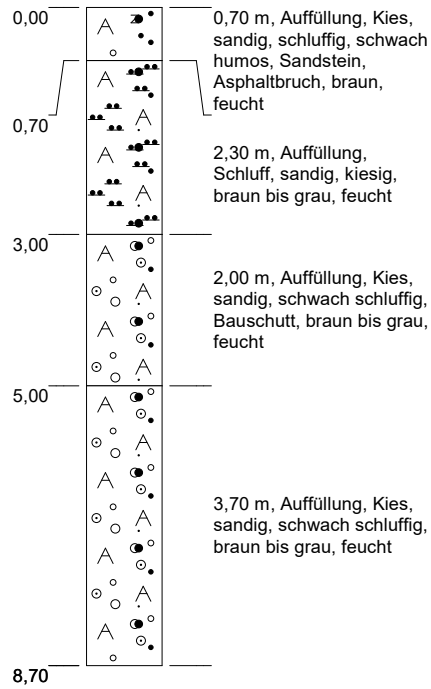 0,00
0,70 m, Auffüllung, Kies,
sandig, schluffig, schwach
humos, Sandstein,
Asphaltbruch, braun,
feucht
0,70
2,30 m, Auffüllung,
Schluff, sandig, kiesig,
braun bis grau, feucht
3,00
2,00 m, Auffüllung, Kies,
sandig, schwach schluffig,
Bauschutt, braun bis grau,
feucht
5,00
3,70 m, Auffüllung, Kies,
sandig, schwach schluffig,
braun bis grau, feucht
8,70